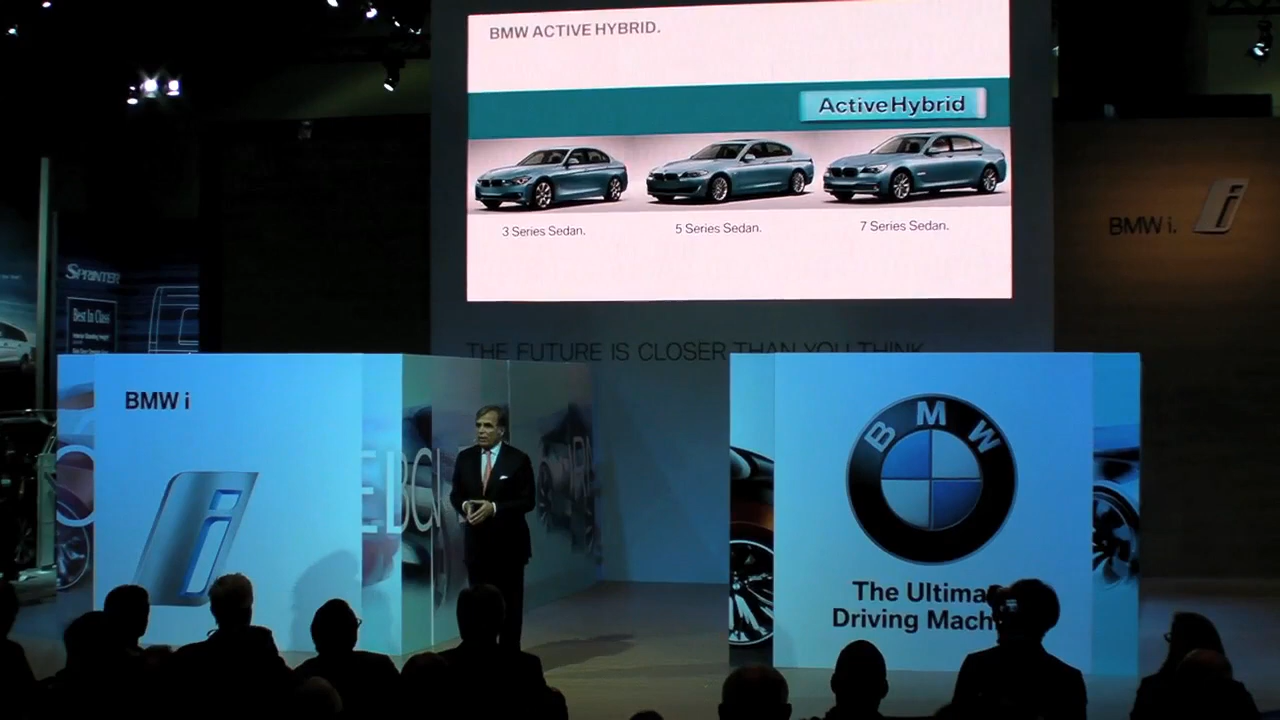 BMW ACTIVE HYBRID.
ActiveHybrid
3 Series Sedan.
5 Series Sedan.
7 Series Sedan.
BMW i.
i
SPRINTER
Best In Class
THE FUTURE IS CLOSER THAN YOU THINK
BMW i
i
BMW
The Ultima
Driving Mach